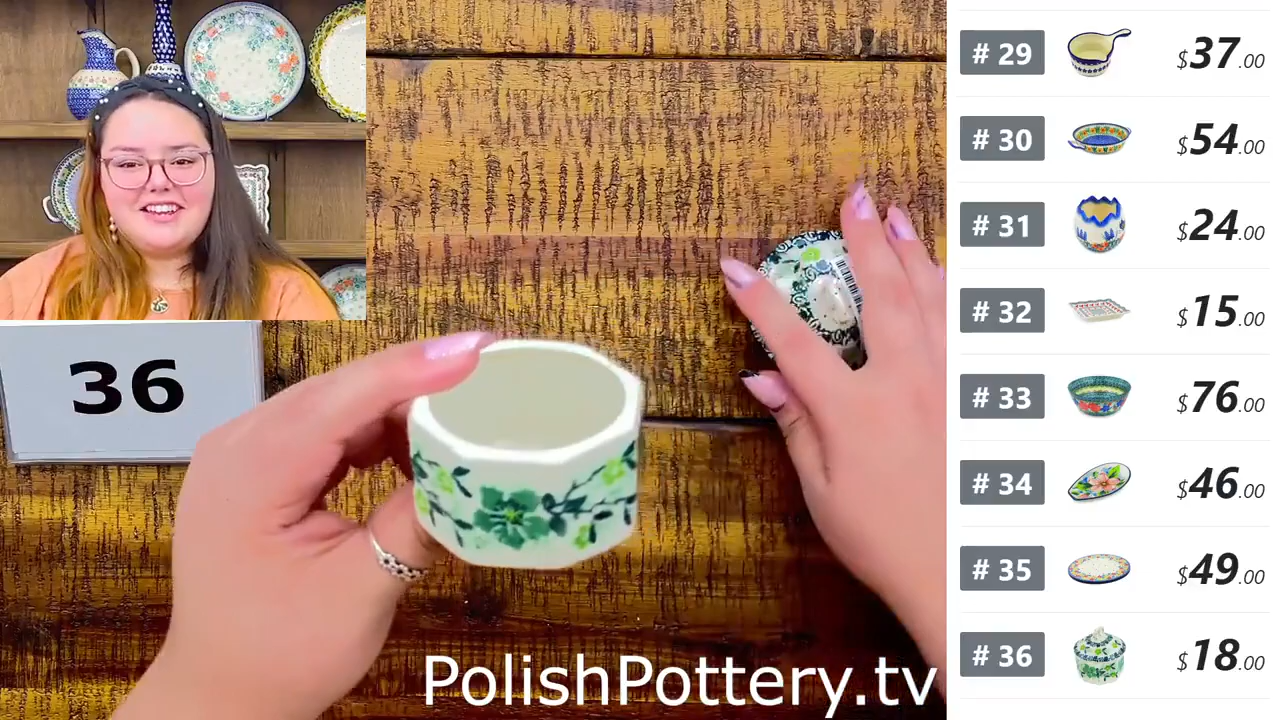 36
PolishPottery.tv
# 29 $37.00
# 30 $54.00
# 31 $24.00
# 32 $15.00
# 33 $76.00
# 34 $46.00
# 35 $49.00
# 36 $18.00